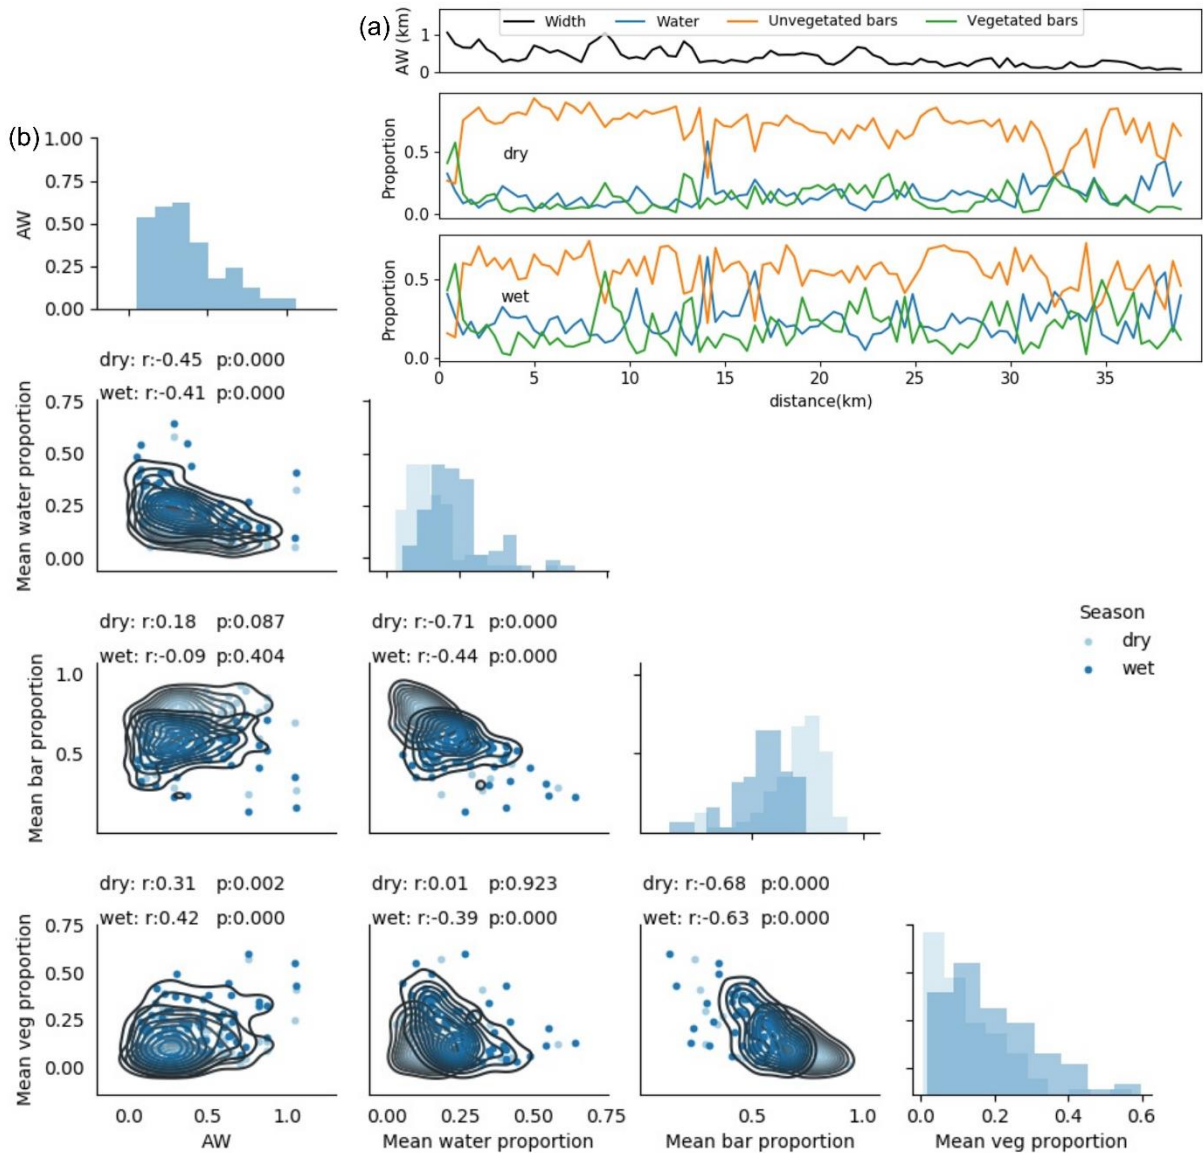 (a)
Width Water Unvegetated bars Vegetated bars
AW (km)
1
0
Proportion
0.5
0.0
dry
Proportion
0.5
0.0
wet
0 5 10 15 20 25 30 35
distance(km)
(b)
AW
1.00
0.75
0.50
0.25
0.00
dry: r:-0.45 p:0.000
wet: r:-0.41 p:0.000
Mean water proportion
0.75
0.50
0.25
0.00
dry: r:0.18 p:0.087
wet: r:-0.09 p:0.404
dry: r:-0.71 p:0.000
wet: r:-0.44 p:0.000
Season
dry
wet
Mean bar proportion
1.0
0.5
dry: r:0.31 p:0.002
wet: r:0.42 p:0.000
dry: r:0.01 p:0.923
wet: r:-0.39 p:0.000
dry: r:-0.68 p:0.000
wet: r:-0.63 p:0.000
Mean veg proportion
0.75
0.50
0.25
0.00
0.0 0.5 1.0
AW
0.00 0.25 0.50 0.75
Mean water proportion
0.5 1.0
Mean bar proportion
0.0 0.2 0.4 0.6
Mean veg proportion